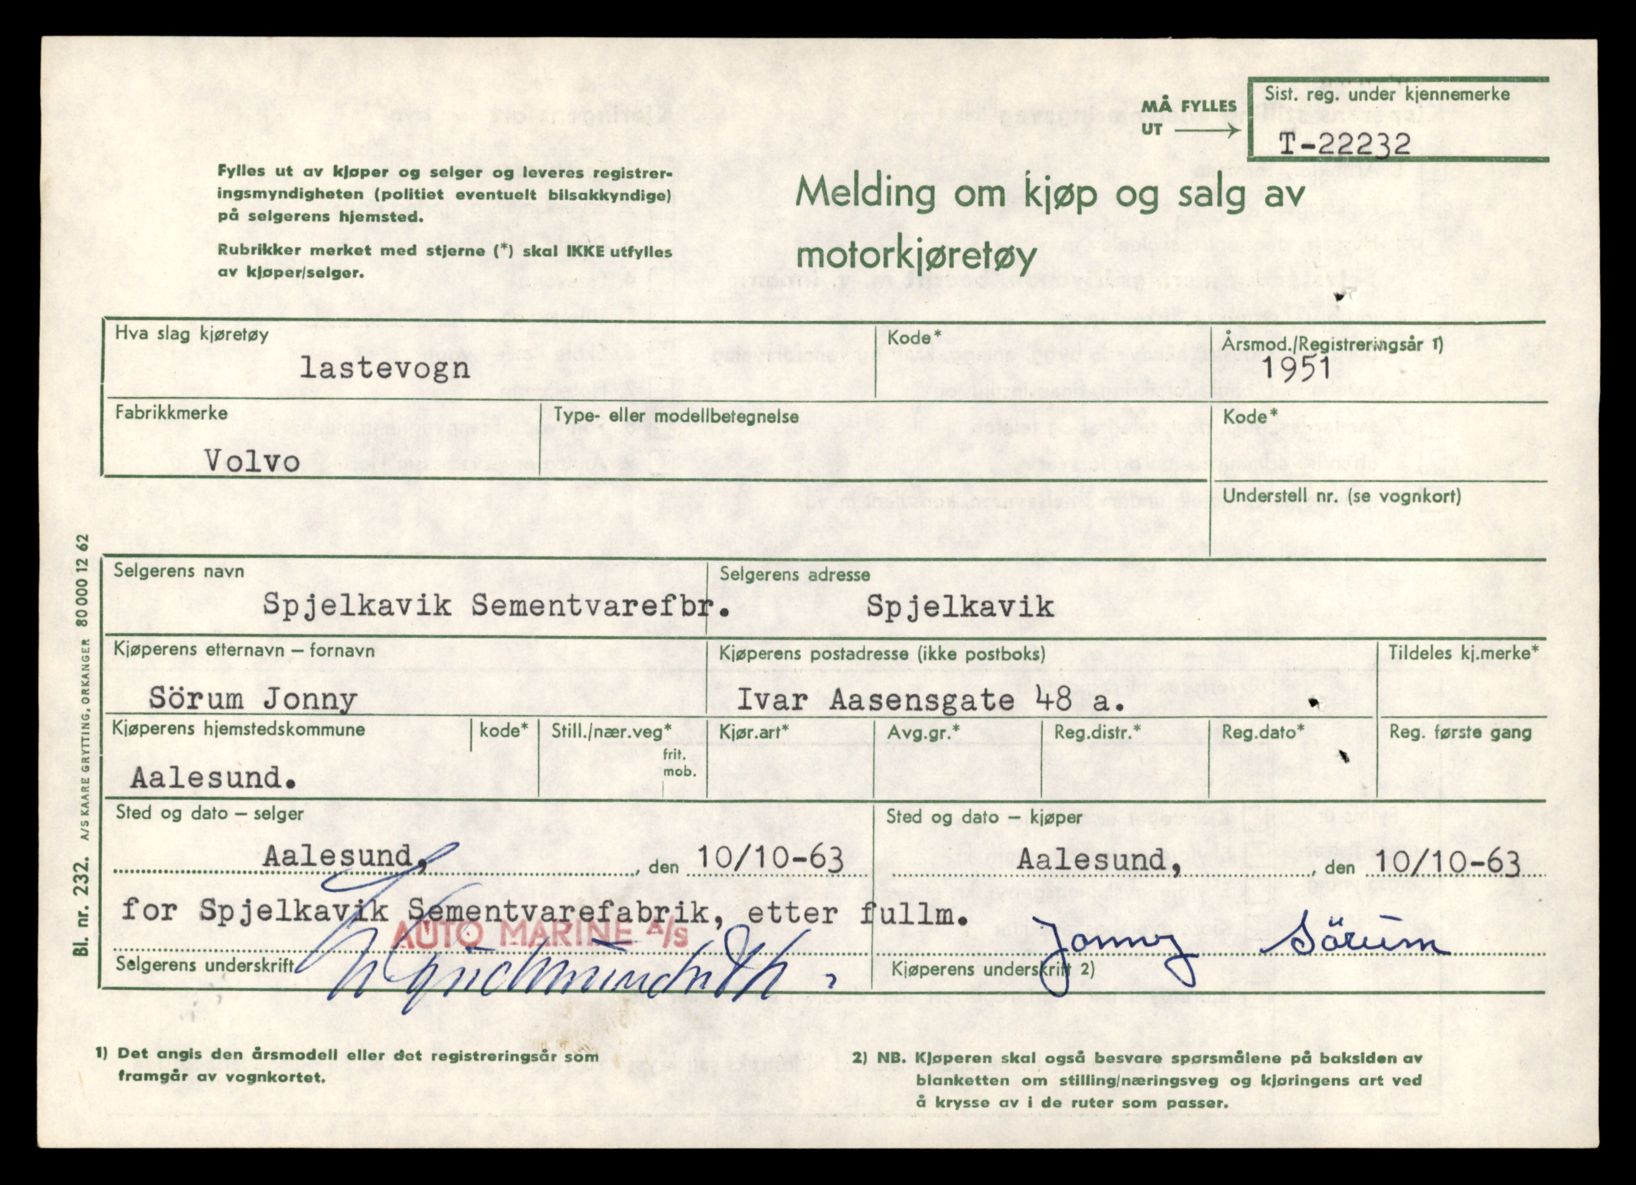 MÅ FYLLES UT
Sist. reg. under kjennemerke
T-22232
Fylles ut av kjøper og selger og leveres registrer-
ingsmyndigheten (politiet eventuelt bilsakkyndige)
på selgerens hjemsted.
Rubrikker merket med stjerne (*) skal IKKE utfylles
av kjøper/selger.
Melding om kjøp og salg av
motorkjøretøy
Hva slag kjøretøy
lastevogn
Kode*
Årsmod./Registreringsår 1)
1951
Fabrikkmerke
Volvo
Type- eller modellbetegnelse
Kode*
Understell nr. (se vognkort)
Selgerens navn
Spjelkavik Sementvarefbr.
Selgerens adresse
Spjelkavik
Kjøperens etternavn – fornavn
Sörum Jonny
Kjøperens postadresse (ikke postboks)
Ivar Aasensgate 48 a.
Tildeles kj.merke*
Kjøperens hjemstedskommune
Aalesund.
kode*
Still./nær.veg*
frit.
mob.
Kjør.art*
Avg.gr.*
Reg.distr.*
Reg.dato*
Reg. første gang
Sted og dato – selger
Aalesund, , den 10/10-63
Sted og dato – kjøper
Aalesund, , den 10/10-63
for Spjelkavik Sementvarefabrik, etter fullm.
AUTO MARINE A/S
Selgerens underskrift
Jonny Sörum
Kjøperens underskrift 2)
1) Det angis den årsmodell eller det registreringsår som
framgår av vognkortet.
2) NB. Kjøperen skal også besvare spørsmålene på baksiden av
blanketten om stilling/næringsveg og kjøringens art ved
å krysse av i de ruter som passer.
Bl. nr. 232. A/S KAARE GRYTTING, ORKANGER 80 000 12 62